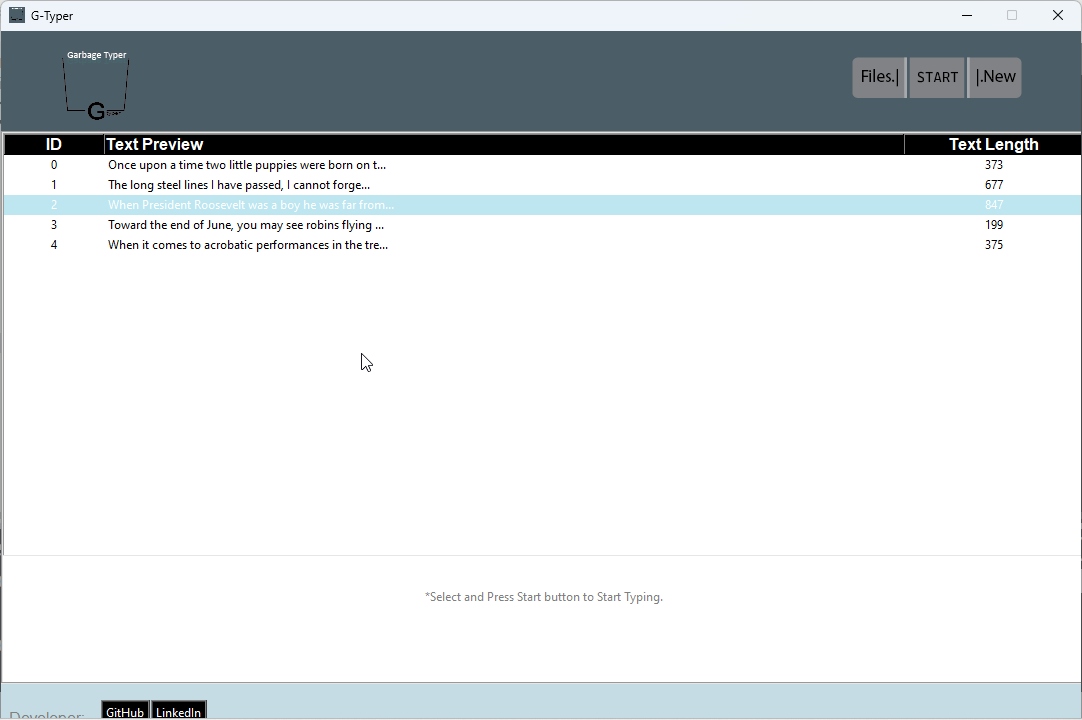 G-Typer
Garbage Typer
G Typer
Files.| START |.New
ID Text Preview Text Length
0 Once upon a time two little puppies were born on t... 373
1 The long steel lines I have passed, I cannot forge... 677
2 When President Roosevelt was a boy he was far from... 847
3 Toward the end of June, you may see robins flying ... 199
4 When it comes to acrobatic performances in the tre... 375
*Select and Press Start button to Start Typing.
Developer: GitHub LinkedIn